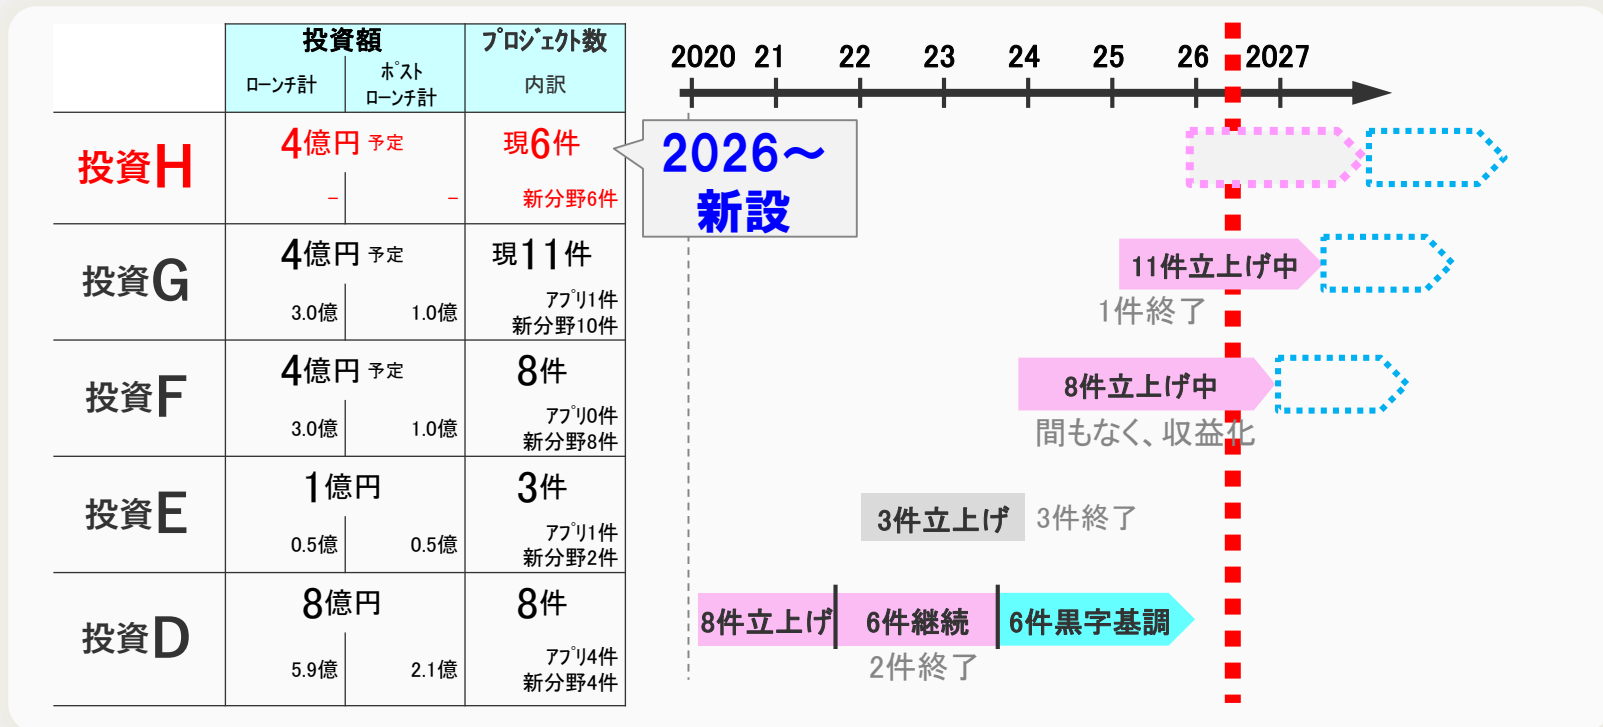 投資額
プロジェクト数
ローンチ計
ポスト
ローンチ計
内訳
2020 21 22 23 24 25 26 2027
投資H
4億円 予定
現6件
－
－
新分野6件
2026～
新設
投資G
4億円 予定
現11件
3.0億
1.0億
アプリ1件
新分野10件
11件立上げ中
1件終了
投資F
4億円 予定
8件
3.0億
1.0億
アプリ0件
新分野8件
8件立上げ中
間もなく、収益化
投資E
1億円
3件
0.5億
0.5億
アプリ1件
新分野2件
3件立上げ
3件終了
投資D
8億円
8件
5.9億
2.1億
アプリ4件
新分野4件
8件立上げ
6件継続
6件黒字基調
2件終了